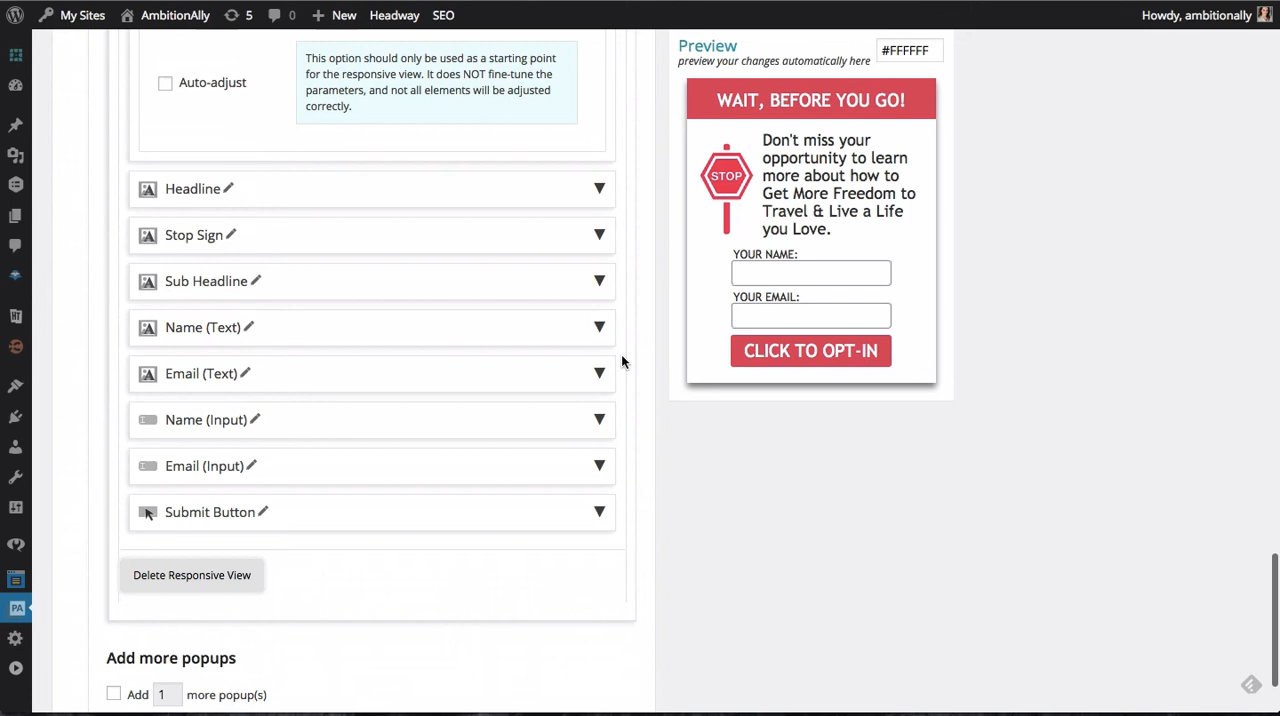 My Sites AmbitionAlly 5 0 New Headway SEO Howdy, ambitionally
Auto-adjust
This option should only be used as a starting point
for the responsive view. It does NOT fine-tune the
parameters, and not all elements will be adjusted
correctly.
Headline
Stop Sign
Sub Headline
Name (Text)
Email (Text)
Name (Input)
Email (Input)
Submit Button
Delete Responsive View
Add more popups
Add 1 more popup(s)
PA
Preview
#FFFFFF
preview your changes automatically here
WAIT, BEFORE YOU GO!
STOP
Don't miss your
opportunity to learn
more about how to
Get More Freedom to
Travel & Live a Life
you Love.
YOUR NAME:
YOUR EMAIL:
CLICK TO OPT-IN